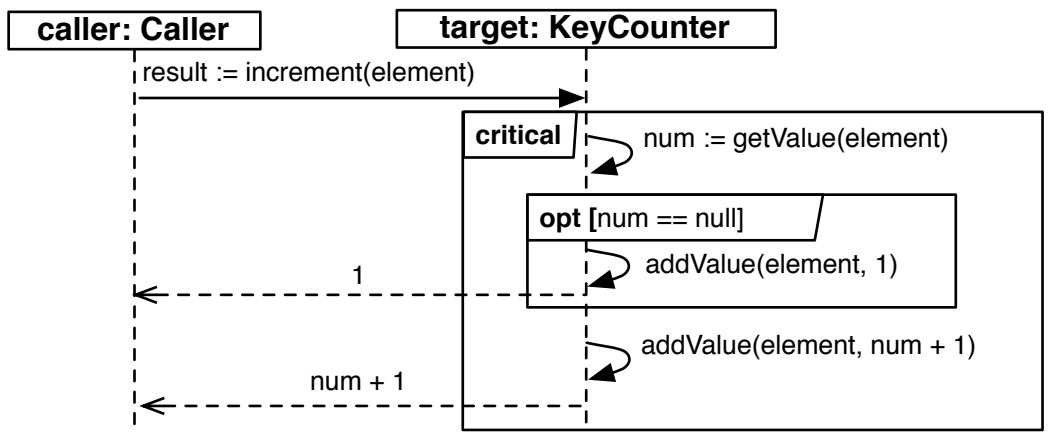 caller: Caller
target: KeyCounter
result := increment(element)
critical
num := getValue(element)
opt [num == null]
addValue(element, 1)
1
addValue(element, num + 1)
num + 1